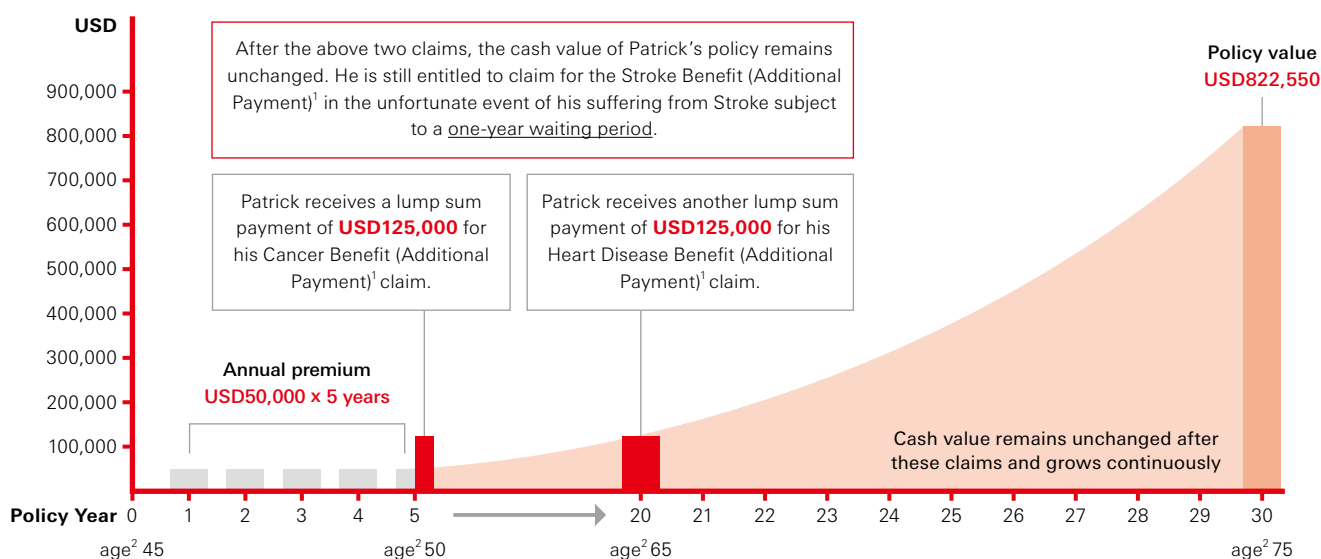 USD
900,000
800,000
700,000
600,000
500,000
400,000
300,000
200,000
100,000
After the above two claims, the cash value of Patrick's policy remains
unchanged. He is still entitled to claim for the Stroke Benefit (Additional
Payment)¹ in the unfortunate event of his suffering from Stroke subject
to a one-year waiting period.
Patrick receives a lump sum
payment of USD125,000 for
his Cancer Benefit (Additional
Payment)¹ claim.
Patrick receives another lump sum
payment of USD125,000 for his
Heart Disease Benefit (Additional
Payment)¹ claim.
Policy value
USD822,550
Annual premium
USD50,000 x 5 years
Cash value remains unchanged after
these claims and grows continuously
Policy Year 0 1 2 3 4 5 20 21 22 23 24 25 26 27 28 29 30
age² 45 age² 50 age² 65 age² 75